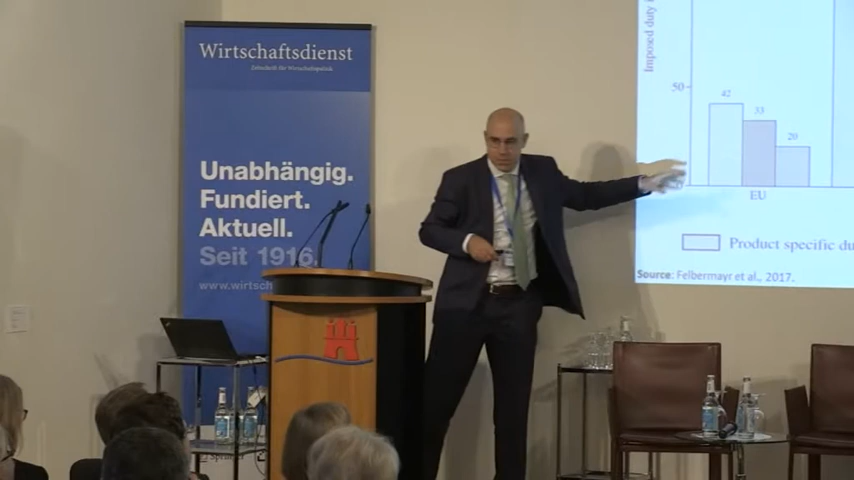 Wirtschaftsdienst
Zeitschrift für Wirtschaftspolitik
Unabhängig.
Fundiert.
Aktuell.
Seit 1916
www.wirtsch
Imposed duty
50
42
33
20
EU
Product specific du
Source: Felbermayr et al., 2017.